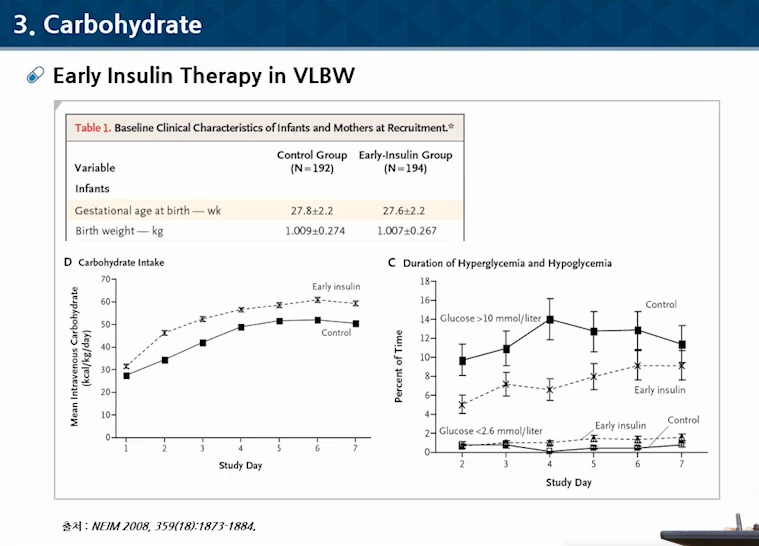 3. Carbohydrate
Early Insulin Therapy in VLBW
Table 1. Baseline Clinical Characteristics of Infants and Mothers at Recruitment.*
Variable
Control Group
(N=192)
Early-Insulin Group
(N=194)
Infants
Gestational age at birth — wk 27.8±2.2 27.6±2.2
Birth weight — kg 1.009±0.274 1.007±0.267
D Carbohydrate Intake
Mean Intravenous Carbohydrate
(kcal/kg/day)
70
60
50
40
30
20
10
0
Early insulin
Control
1 2 3 4 5 6 7
Study Day
C Duration of Hyperglycemia and Hypoglycemia
Percent of Time
18
16
14
12
10
8
6
4
2
0
Control
Glucose >10 mmol/liter
Early insulin
Glucose <2.6 mmol/liter
Early insulin
Control
2 3 4 5 6 7
Study Day
출처 : NEJM 2008, 359(18):1873-1884.